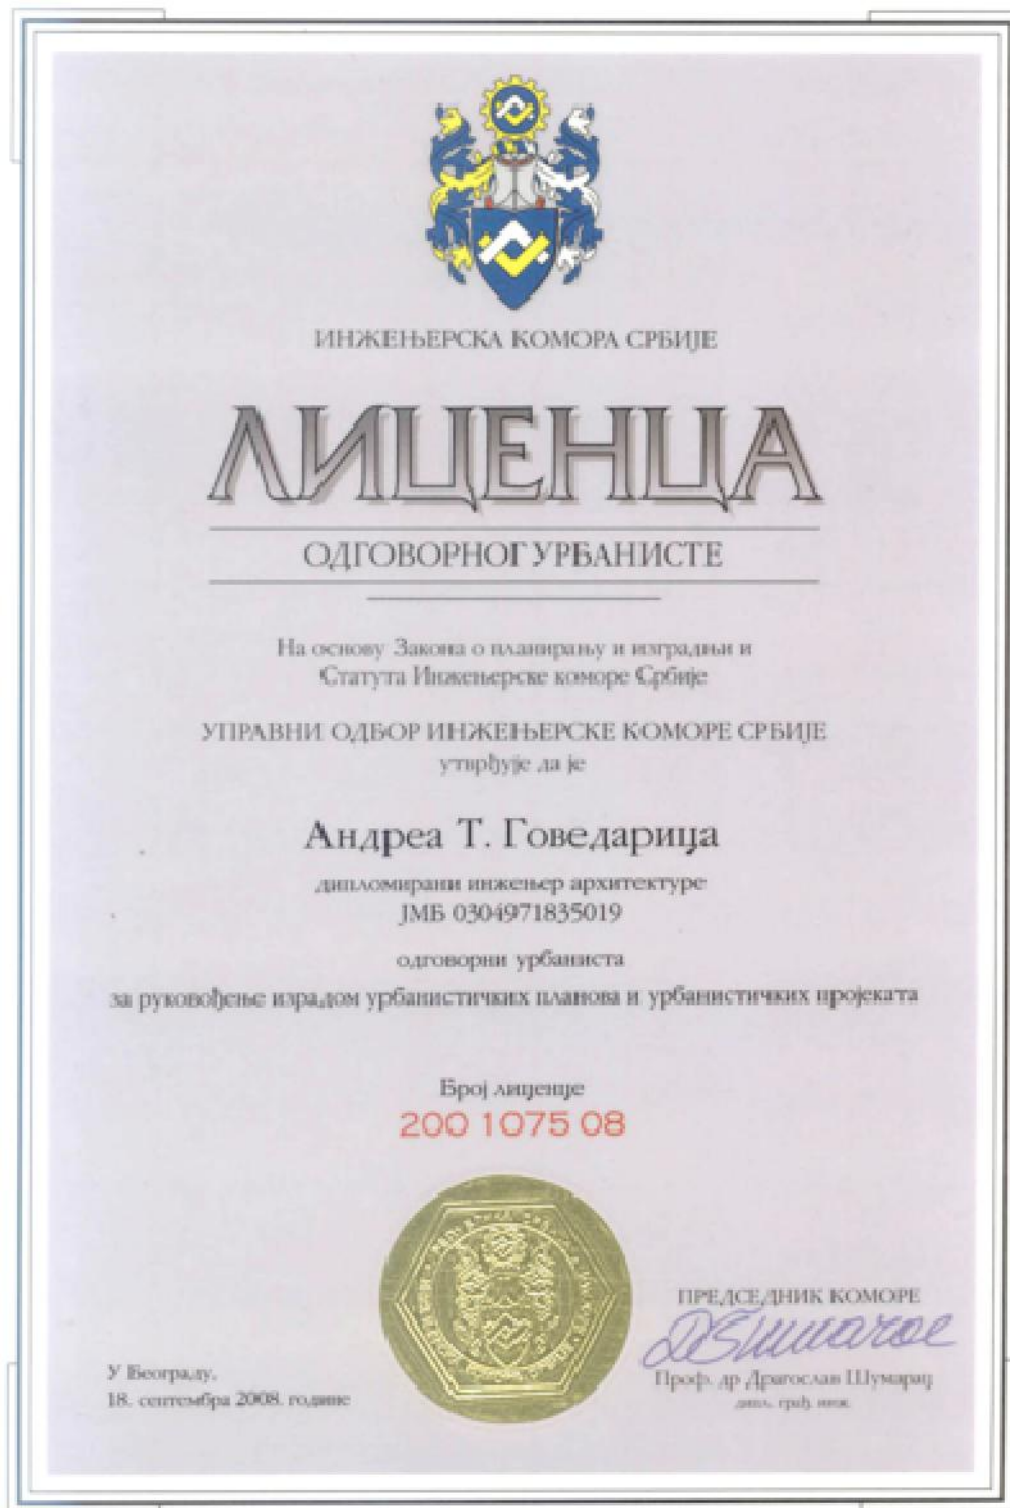 ИНЖЕЊЕРСКА КОМОРА СРБИЈЕ
ЛИЦЕНЦА
ОДГОВОРНОГ УРБАНИСТЕ
На основу Закона о планирању и изградњи и
Статута Инжењерске коморе Србије
УПРАВНИ ОДБОР ИНЖЕЊЕРСКЕ КОМОРЕ СРБИЈЕ
утврђује да је
Андреа Т. Говедарица
дипломирани инжењер архитектуре
ЈМБ 0304971835019
одговорни урбаниста
за руковођење израдом урбанистичких планова и урбанистичких пројеката
Број лиценце
200 1075 08
У Београду,
18. септембра 2008. године
ПРЕДСЕДНИК КОМОРЕ
Проф. др Драгослав Шумарац
дипл. грађ. инж.